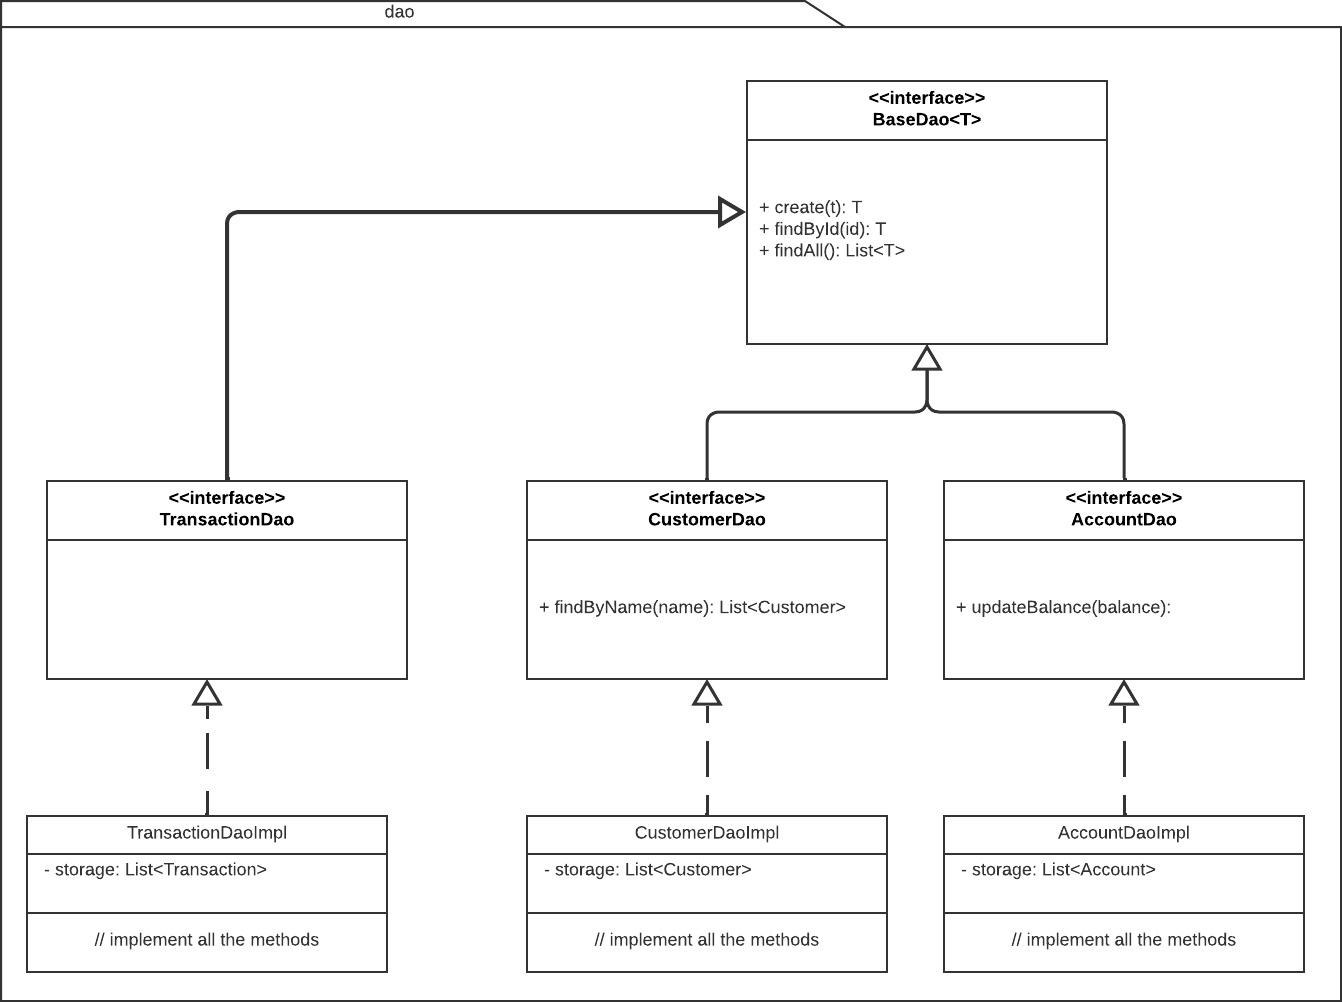 dao
<<interface>>
BaseDao<T>
+ create(t): T
+ findById(id): T
+ findAll(): List<T>
<<interface>>
TransactionDao
<<interface>>
CustomerDao
+ findByName(name): List<Customer>
<<interface>>
AccountDao
+ updateBalance(balance):
TransactionDaoImpl
- storage: List<Transaction>
// implement all the methods
CustomerDaoImpl
- storage: List<Customer>
// implement all the methods
AccountDaoImpl
- storage: List<Account>
// implement all the methods